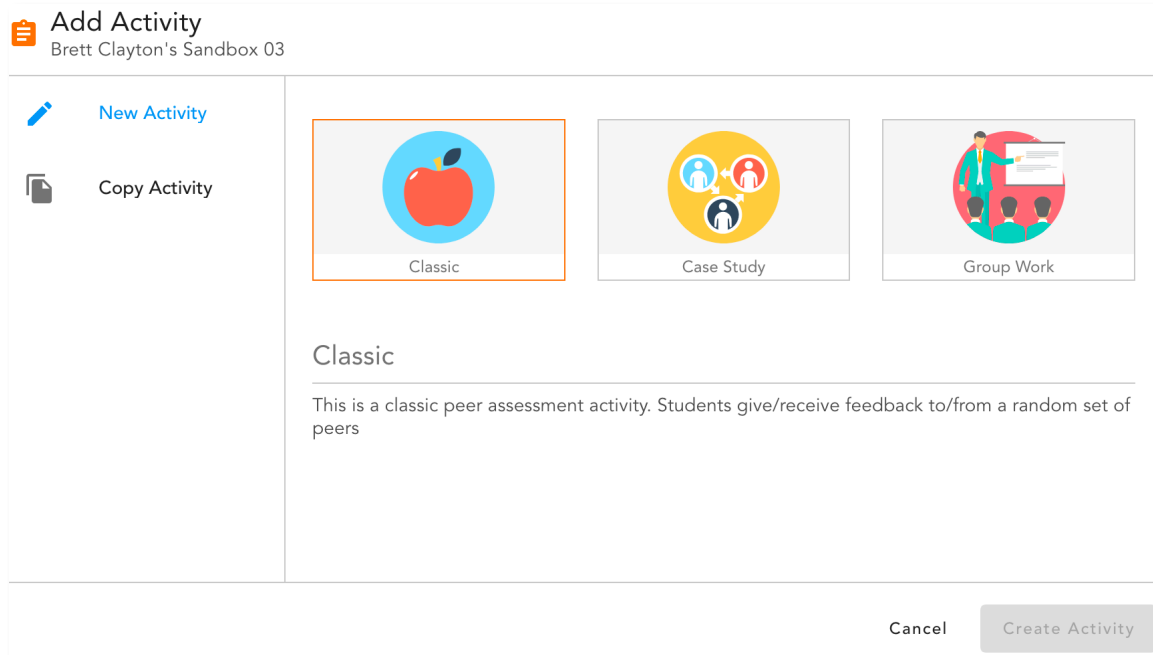 Add Activity
Brett Clayton's Sandbox 03
New Activity
Copy Activity
Classic
Case Study
Group Work
Classic
This is a classic peer assessment activity. Students give/receive feedback to/from a random set of
peers
Cancel
Create Activity